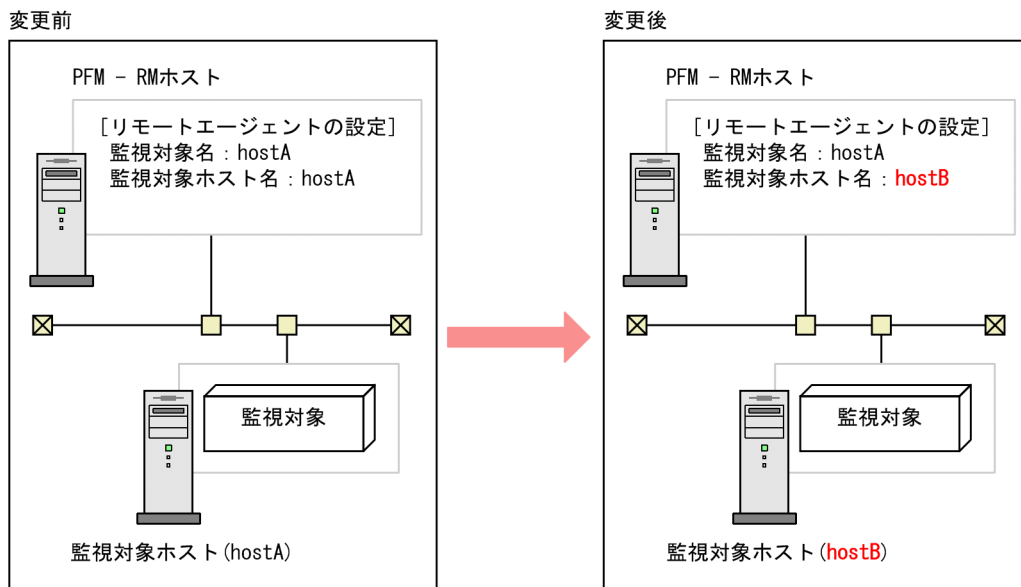 変更前
PFM - RMホスト
[リモートエージェントの設定]
監視対象名：hostA
監視対象ホスト名：hostA
監視対象
監視対象ホスト(hostA)
変更後
PFM - RMホスト
[リモートエージェントの設定]
監視対象名：hostA
監視対象ホスト名：hostB
監視対象
監視対象ホスト(hostB)